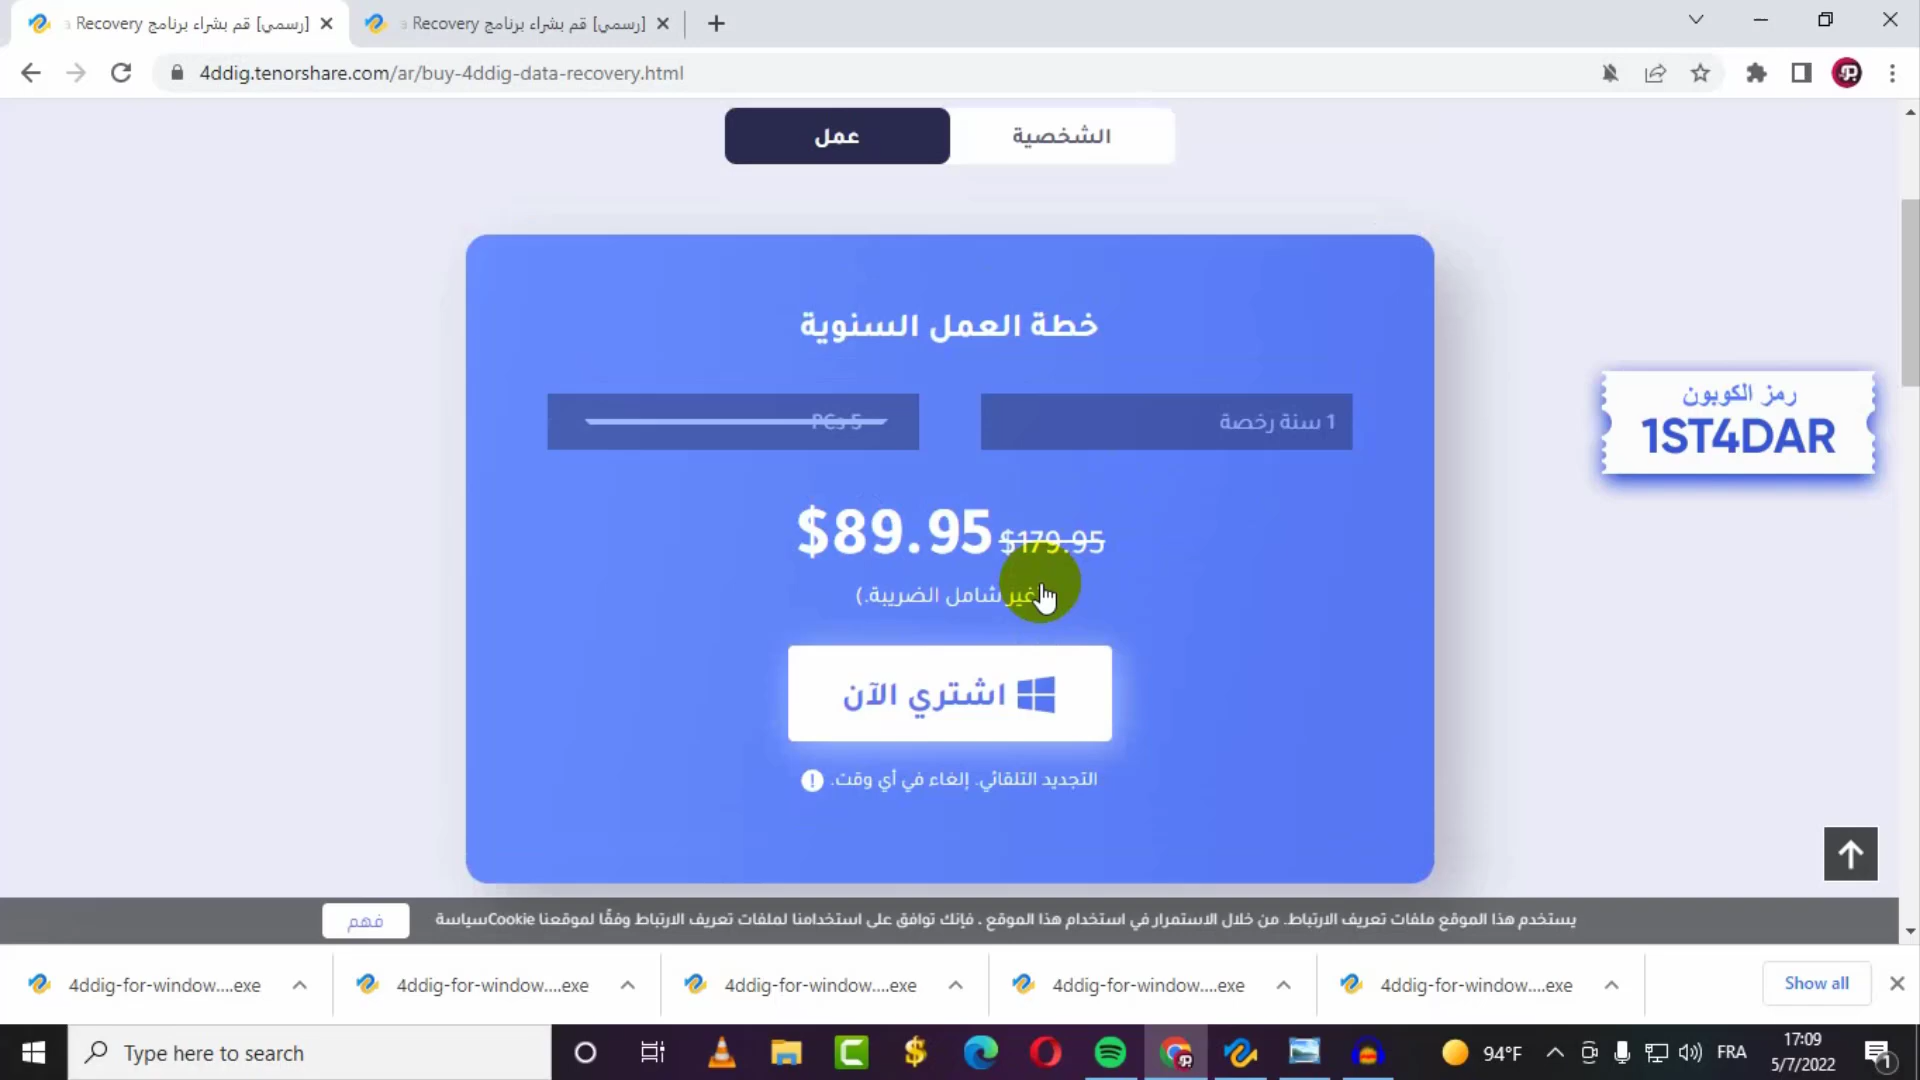 [رسمي] قم بشراء برنامج Recovery
[رسمي] قم بشراء برنامج Recovery
4ddig.tenorshare.com/ar/buy-4ddig-data-recovery.html
الشخصية
عمل
خطة العمل السنوية
1 سنة رخصة
5 PCs
$89.95 $179.95
غير شامل الضريبة.)
اشتري الآن
التجديد التلقائي. إلغاء في أي وقت.
رمز الكوبون
1ST4DAR
يستخدم هذا الموقع ملفات تعريف الارتباط. من خلال الاستمرار في استخدام هذا الموقع ، فإنك توافق على استخدامنا لملفات تعريف الارتباط وفقًا لموقعنا Cookieسياسة
فهم
4ddig-for-window....exe
4ddig-for-window....exe
4ddig-for-window....exe
4ddig-for-window....exe
4ddig-for-window....exe
Show all
Type here to search
94°F
FRA
17:09
5/7/2022
1